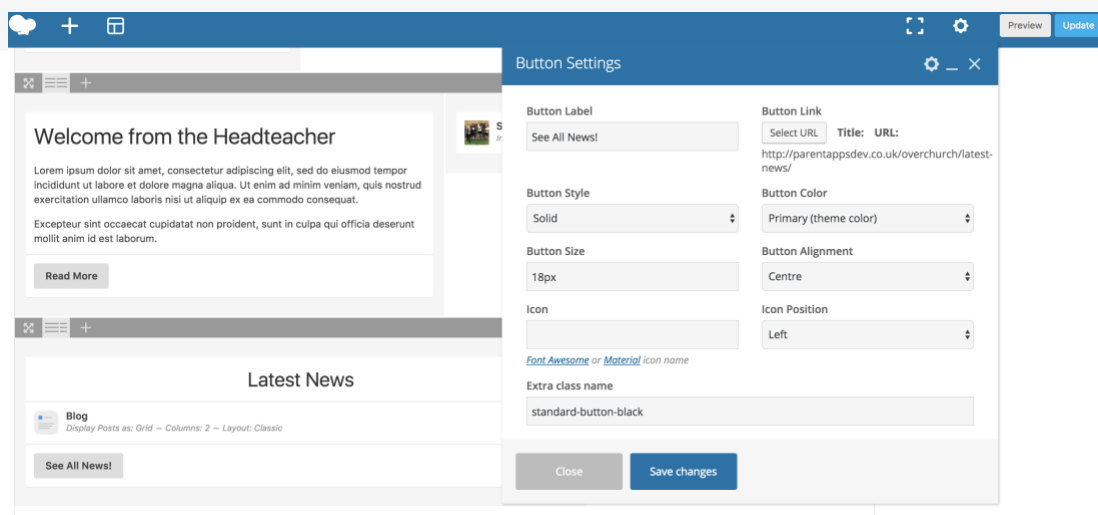 Preview
Update
Button Settings
Welcome from the Headteacher
Lorem ipsum dolor sit amet, consectetur adipiscing elit, sed do eiusmod tempor
incididunt ut labore et dolore magna aliqua. Ut enim ad minim veniam, quis nostrud
exercitation ullamco laboris nisi ut aliquip ex ea commodo consequat.
Excepteur sint occaecat cupidatat non proident, sunt in culpa qui officia deserunt
mollit anim id est laborum.
Read More
Latest News
Blog
Display Posts as: Grid – Columns: 2 – Layout: Classic
See All News!
Button Label
See All News!
Button Link
Select URL Title: URL:
http://parentappsdev.co.uk/overchurch/latest-
news/
Button Style
Solid
Button Color
Primary (theme color)
Button Size
18px
Button Alignment
Centre
Icon
Icon Position
Left
Font Awesome or Material icon name
Extra class name
standard-button-black
Close
Save changes